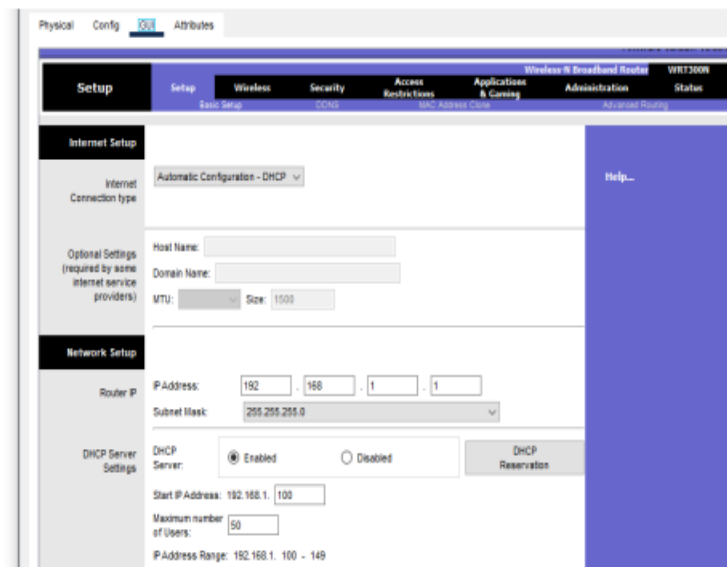 Physical Config GUI Attributes
Wireless-N Broadband Router WRT300N
Setup
Setup Wireless Security Access Restrictions Applications & Gaming Administration Status
Basic Setup DDNS MAC Address Clone Advanced Routing
Internet Setup
Internet Connection type
Automatic Configuration - DHCP
Help...
Optional Settings (required by some internet service providers)
Host Name:
Domain Name:
MTU: Size: 1500
Network Setup
Router IP
IP Address: 192 . 168 . 1 . 1
Subnet Mask: 255.255.255.0
DHCP Server Settings
DHCP Server: Enabled Disabled DHCP Reservation
Start IP Address: 192.168.1. 100
Maximum number of Users: 50
IP Address Range: 192.168.1. 100 - 149